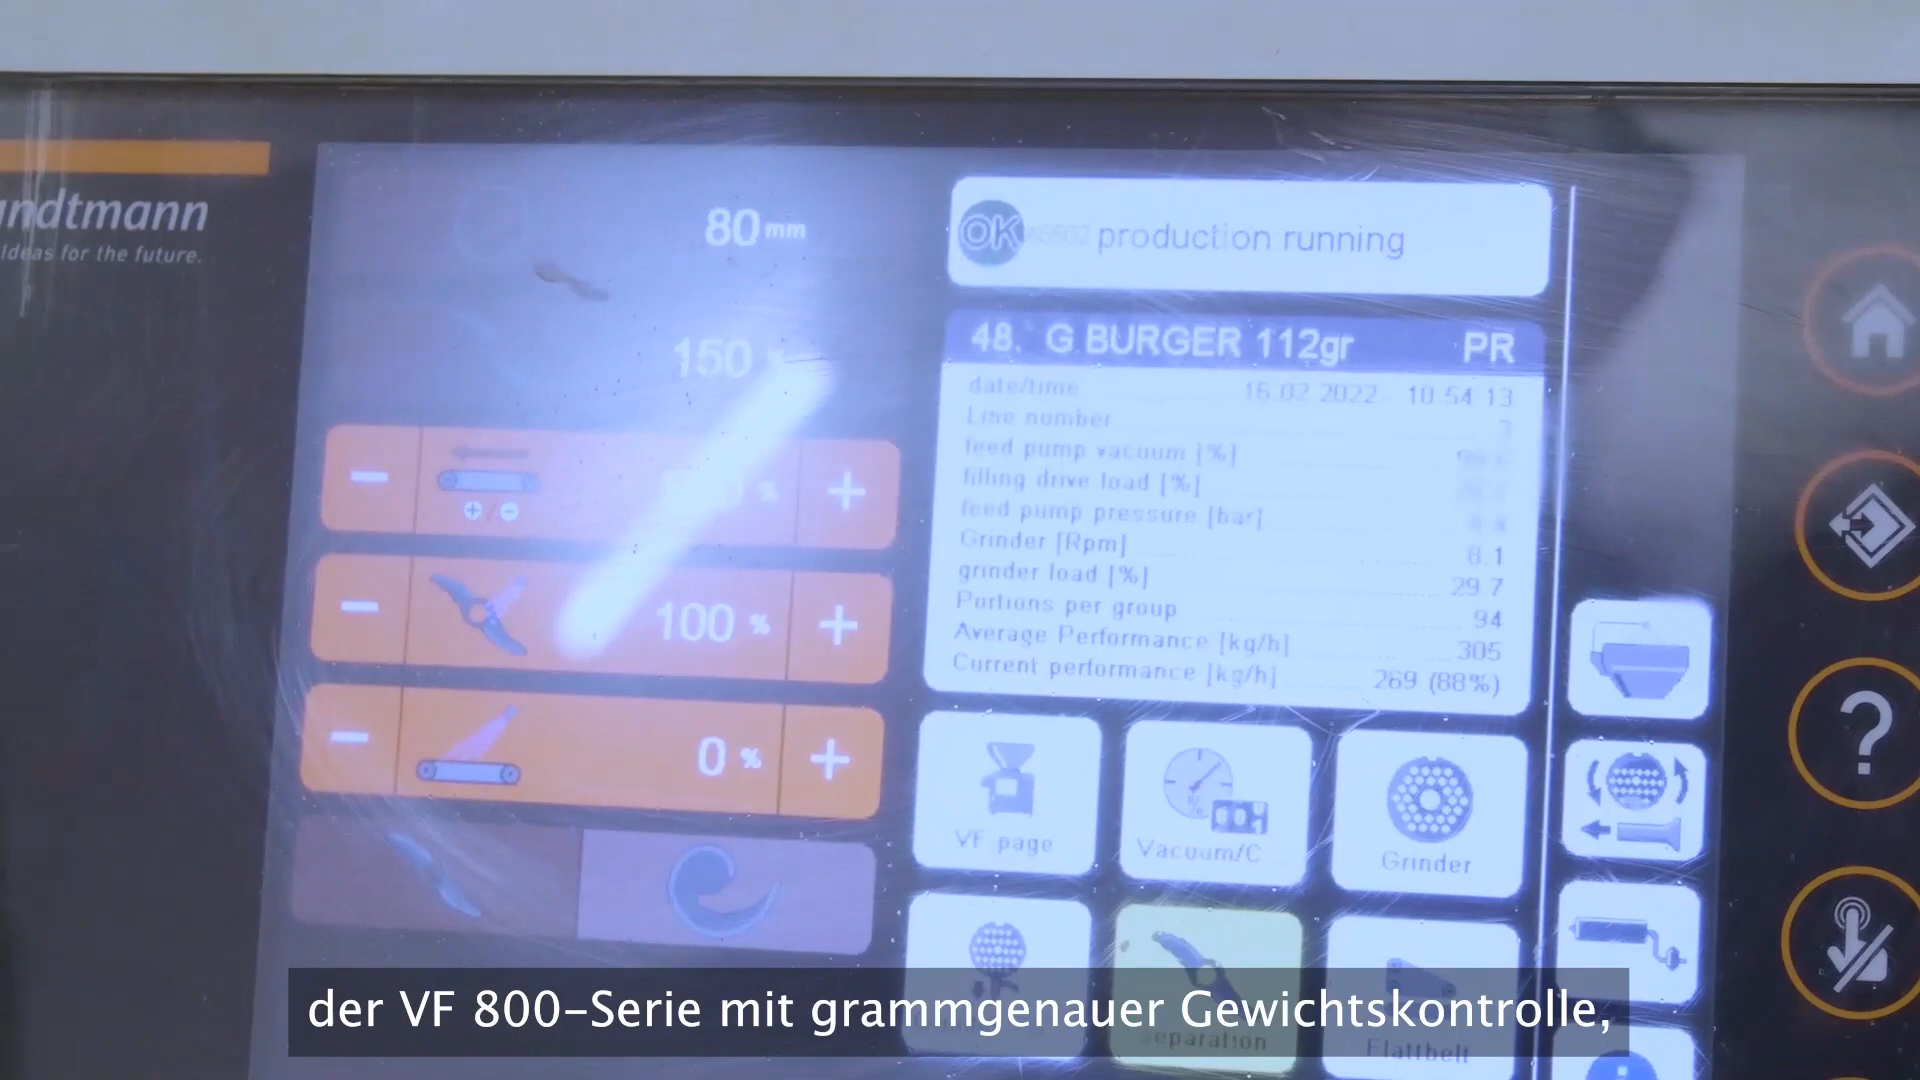 ndtmann
Ideas for the future.
80 mm
150
100 %
0 %
OK production running
48. G BURGER 112gr PR
date/time 16.02.2022 10:54:13
Line number
feed pump vacuum [%]
filling drive load [%]
feed pump pressure [bar]
Grinder [Rpm] 8.1
grinder load [%] 29.7
Portions per group 94
Average Performance [kg/h] 305
Current performance [kg/h] 269 (88%)
VF page
Vacuum/C
Grinder
der VF 800-Serie mit grammgenauer Gewichtskontrolle,
separation
Flattbelt